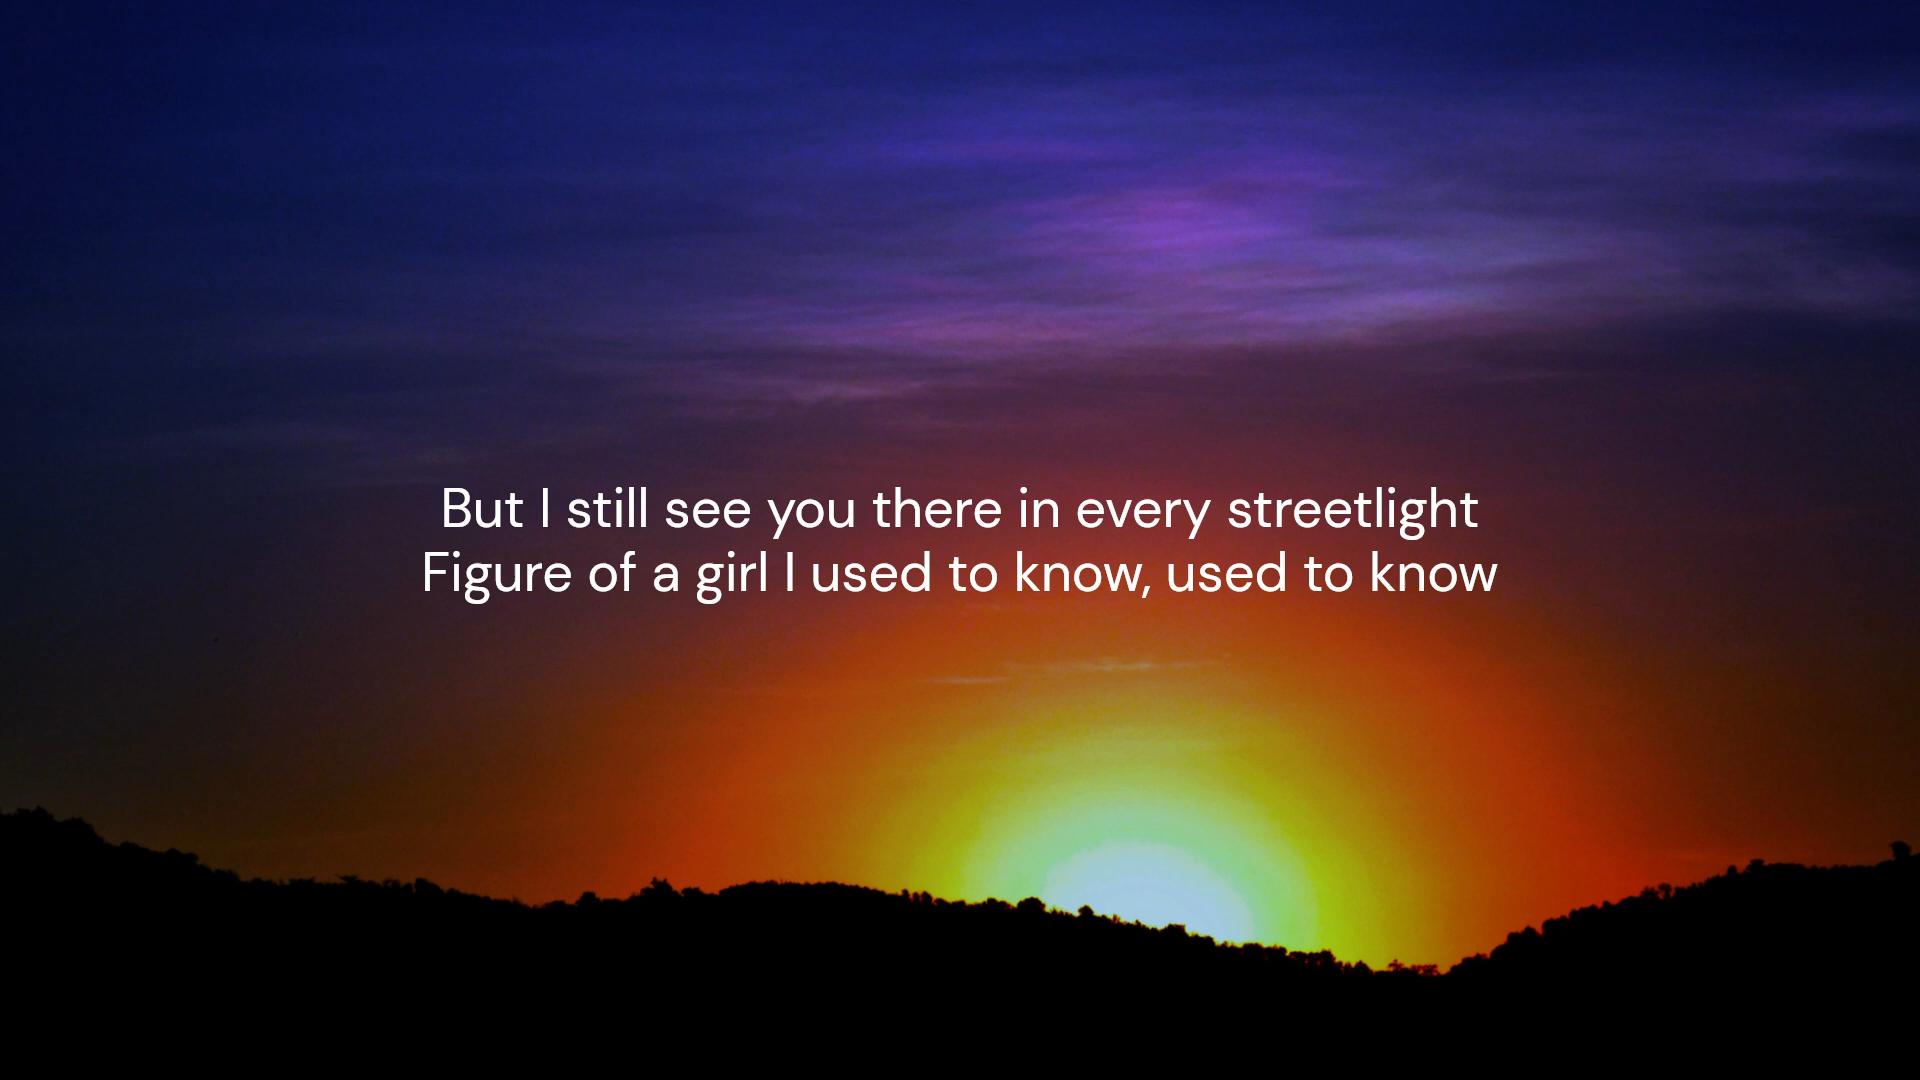 But I still see you there in every streetlight
Figure of a girl I used to know, used to know